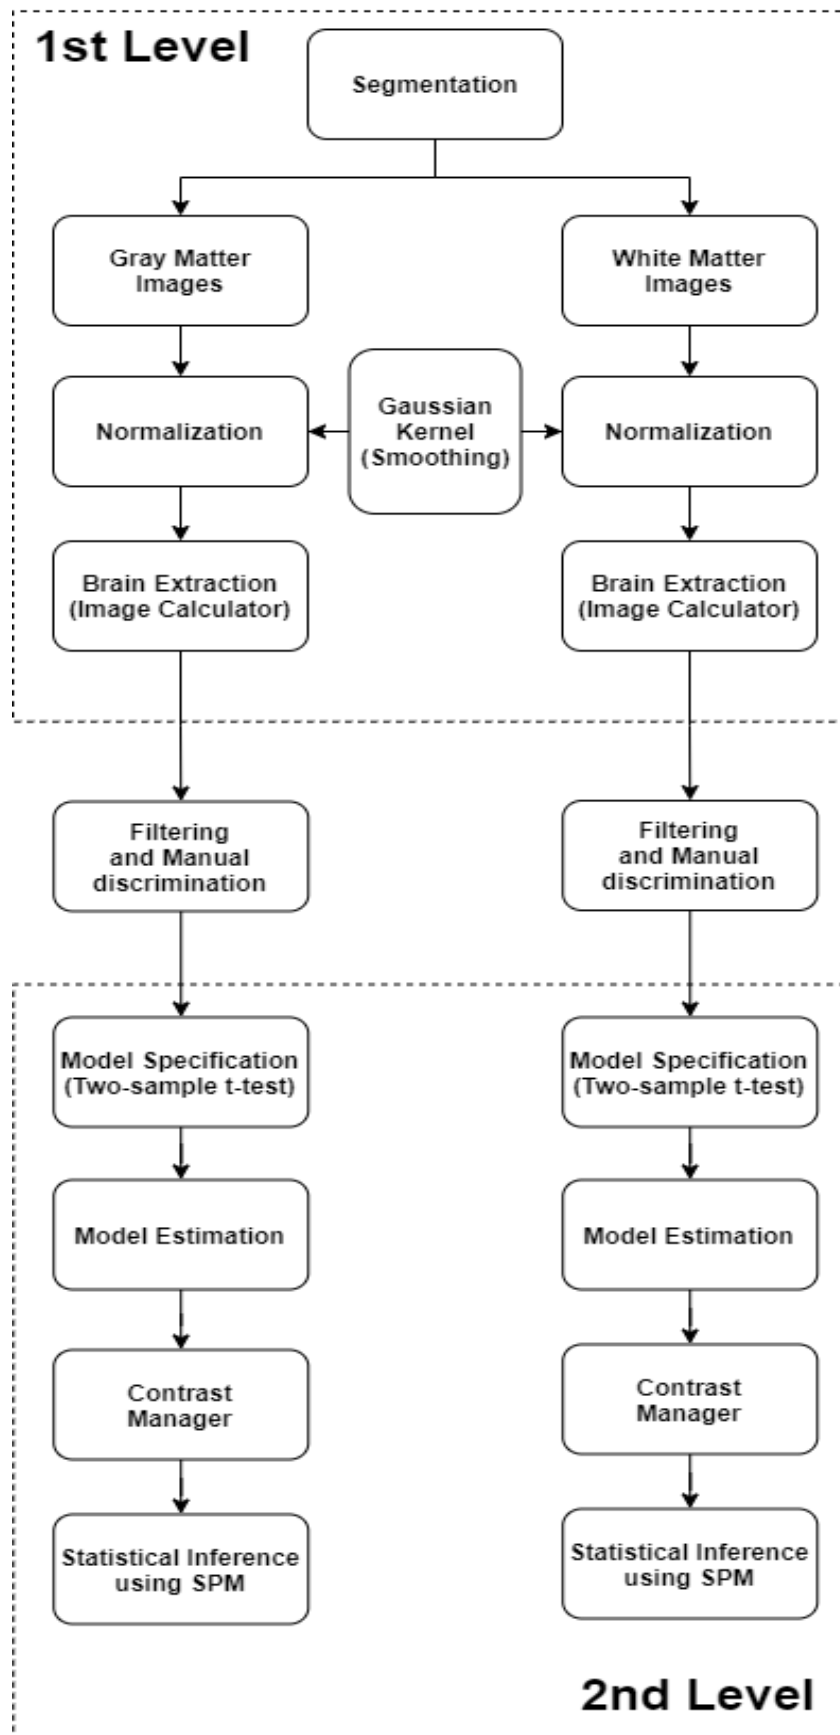 1st Level
Segmentation
Gray Matter
Images
White Matter
Images
Normalization
Gaussian
Kernel
(Smoothing)
Normalization
Brain Extraction
(Image Calculator)
Brain Extraction
(Image Calculator)
Filtering
and Manual
discrimination
Filtering
and Manual
discrimination
Model Specification
(Two-sample t-test)
Model Specification
(Two-sample t-test)
Model Estimation
Model Estimation
Contrast
Manager
Contrast
Manager
Statistical Inference
using SPM
Statistical Inference
using SPM
2nd Level